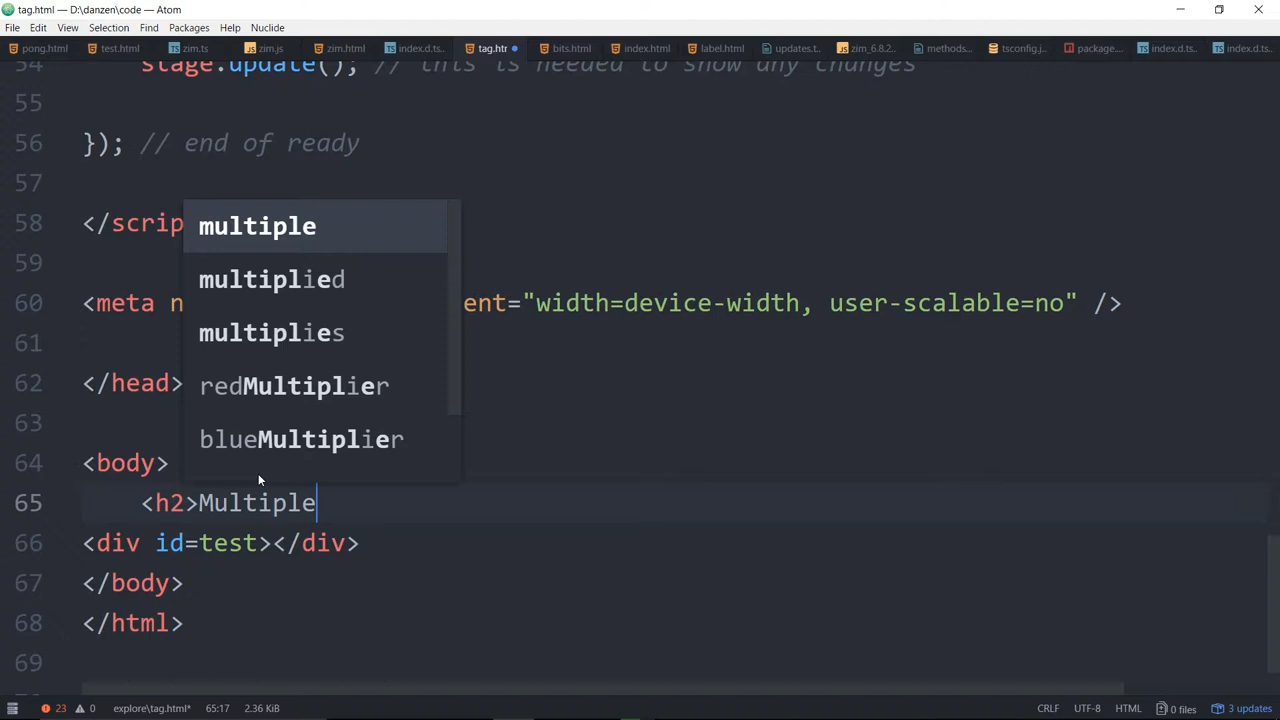 tag.html — D:\danzen\code — Atom
File Edit View Selection Find Packages Help Nuclide
pong.html test.html zim.ts zim.js zim.html index.d.ts... tag.htr bits.html index.html label.html updates.t... zim_6.8.2... methods... tsconfig.j... package.... index.d.ts... index.d.ts...
54 stage.update(); // this is needed to show any changes
55
56 }); // end of ready
57
58 </scrip
59
60 <meta n ent="width=device-width, user-scalable=no" />
61
62 </head>
63
64 <body>
65 <h2>Multiple
66 <div id=test></div>
67 </body>
68 </html>
69
multiple
multiplied
multiplies
redMultiplier
blueMultiplier
23 0 explore\tag.html* 65:17 2.36 KiB CRLF UTF-8 HTML 0 files 3 updates